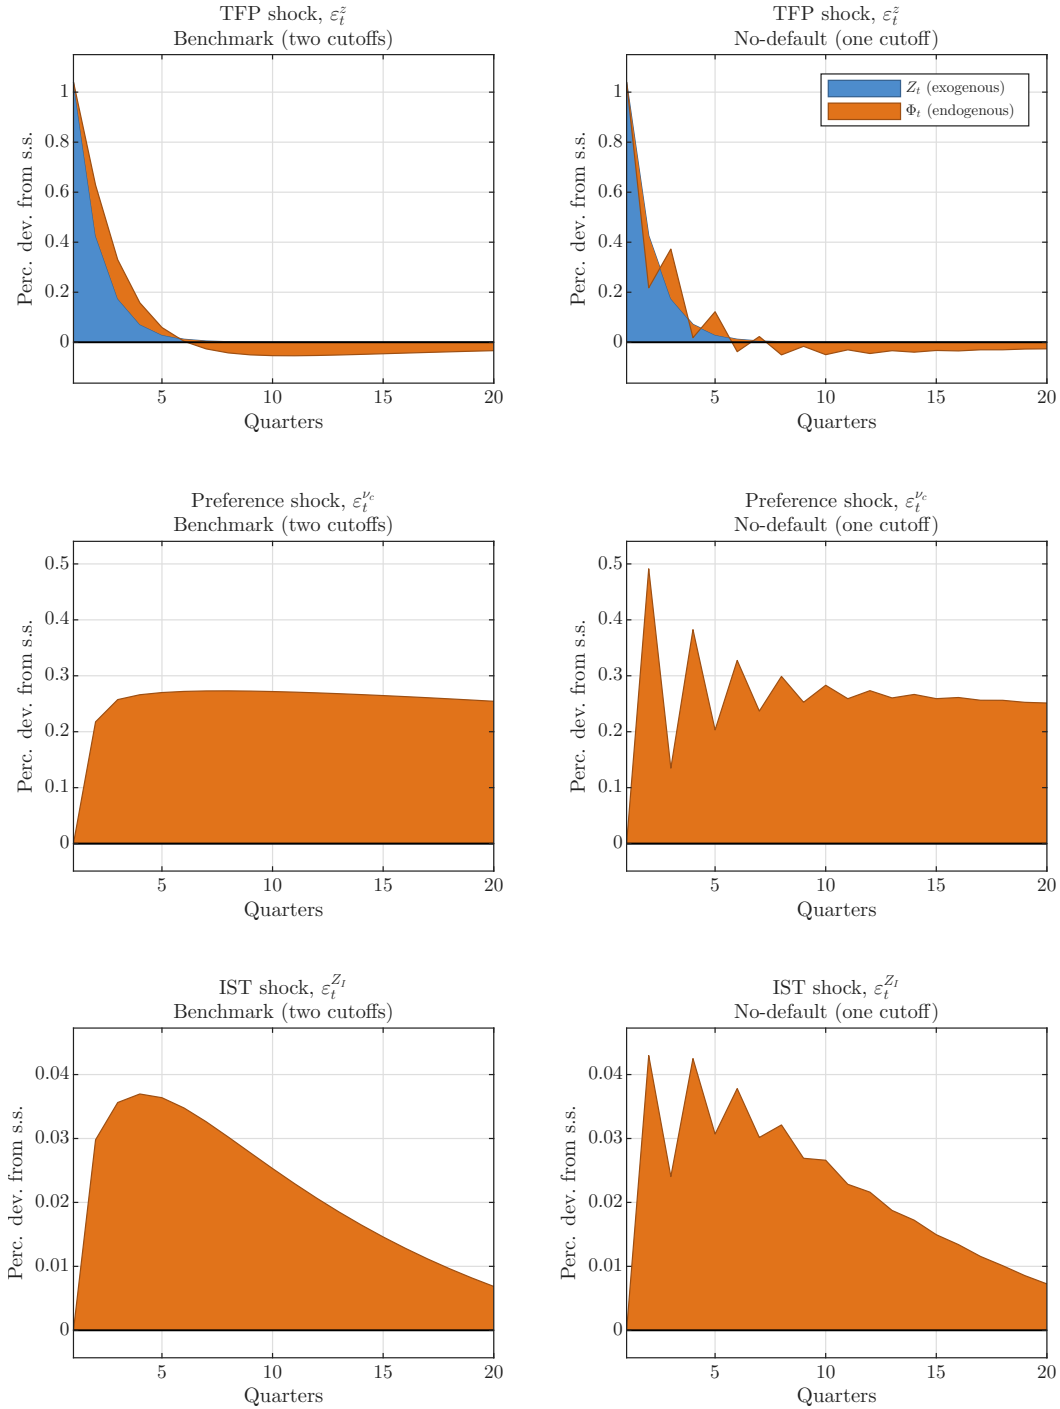 TFP shock, εₜᶻ
Benchmark (two cutoffs)
Perc. dev. from s.s.
1
0.8
0.6
0.4
0.2
0
5
10
15
20
Quarters
TFP shock, εₜᶻ
No-default (one cutoff)
Zₜ (exogenous)
Φₜ (endogenous)
Perc. dev. from s.s.
1
0.8
0.6
0.4
0.2
0
5
10
15
20
Quarters
Preference shock, ε_t^{ν_c}
Benchmark (two cutoffs)
Perc. dev. from s.s.
0.5
0.4
0.3
0.2
0.1
0
5
10
15
20
Quarters
Preference shock, ε_t^{ν_c}
No-default (one cutoff)
Perc. dev. from s.s.
0.5
0.4
0.3
0.2
0.1
0
5
10
15
20
Quarters
IST shock, ε_t^{Z_I}
Benchmark (two cutoffs)
Perc. dev. from s.s.
0.04
0.03
0.02
0.01
0
5
10
15
20
Quarters
IST shock, ε_t^{Z_I}
No-default (one cutoff)
Perc. dev. from s.s.
0.04
0.03
0.02
0.01
0
5
10
15
20
Quarters